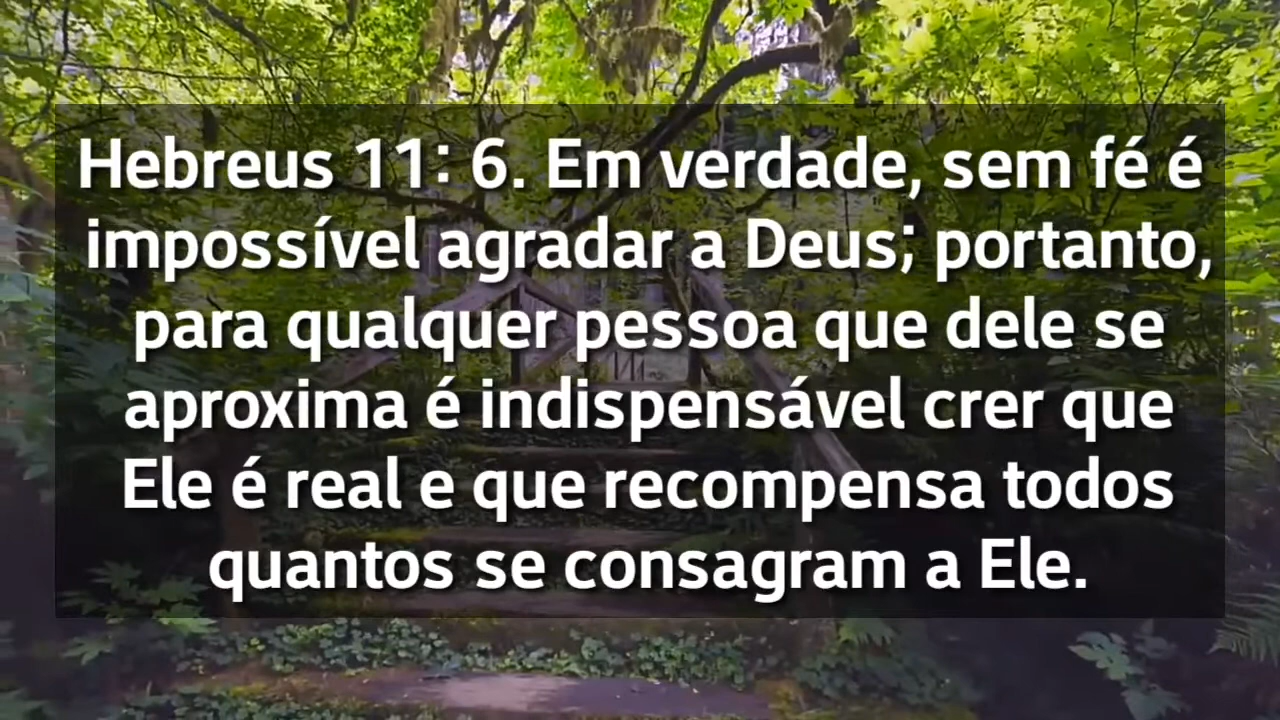 Hebreus 11: 6. Em verdade, sem fé é
impossível agradar a Deus; portanto,
para qualquer pessoa que dele se
aproxima é indispensável crer que
Ele é real e que recompensa todos
quantos se consagram a Ele.